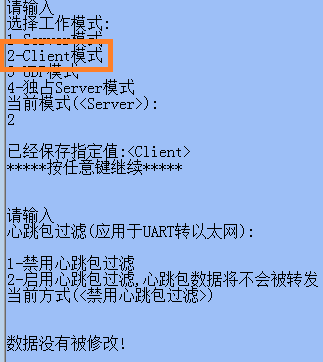 请输入
选择工作模式:
1-Server模式
2-Client模式
3-UDP模式
4-独占Server模式
当前模式(<Server>):
2
已经保存指定值:<Client>
*****按任意键继续*****
请输入
心跳包过滤(应用于UART转以太网):
1-禁用心跳包过滤
2-启用心跳包过滤,心跳包数据将不会被转发
当前方式(<禁用心跳包过滤>)
数据没有被修改!